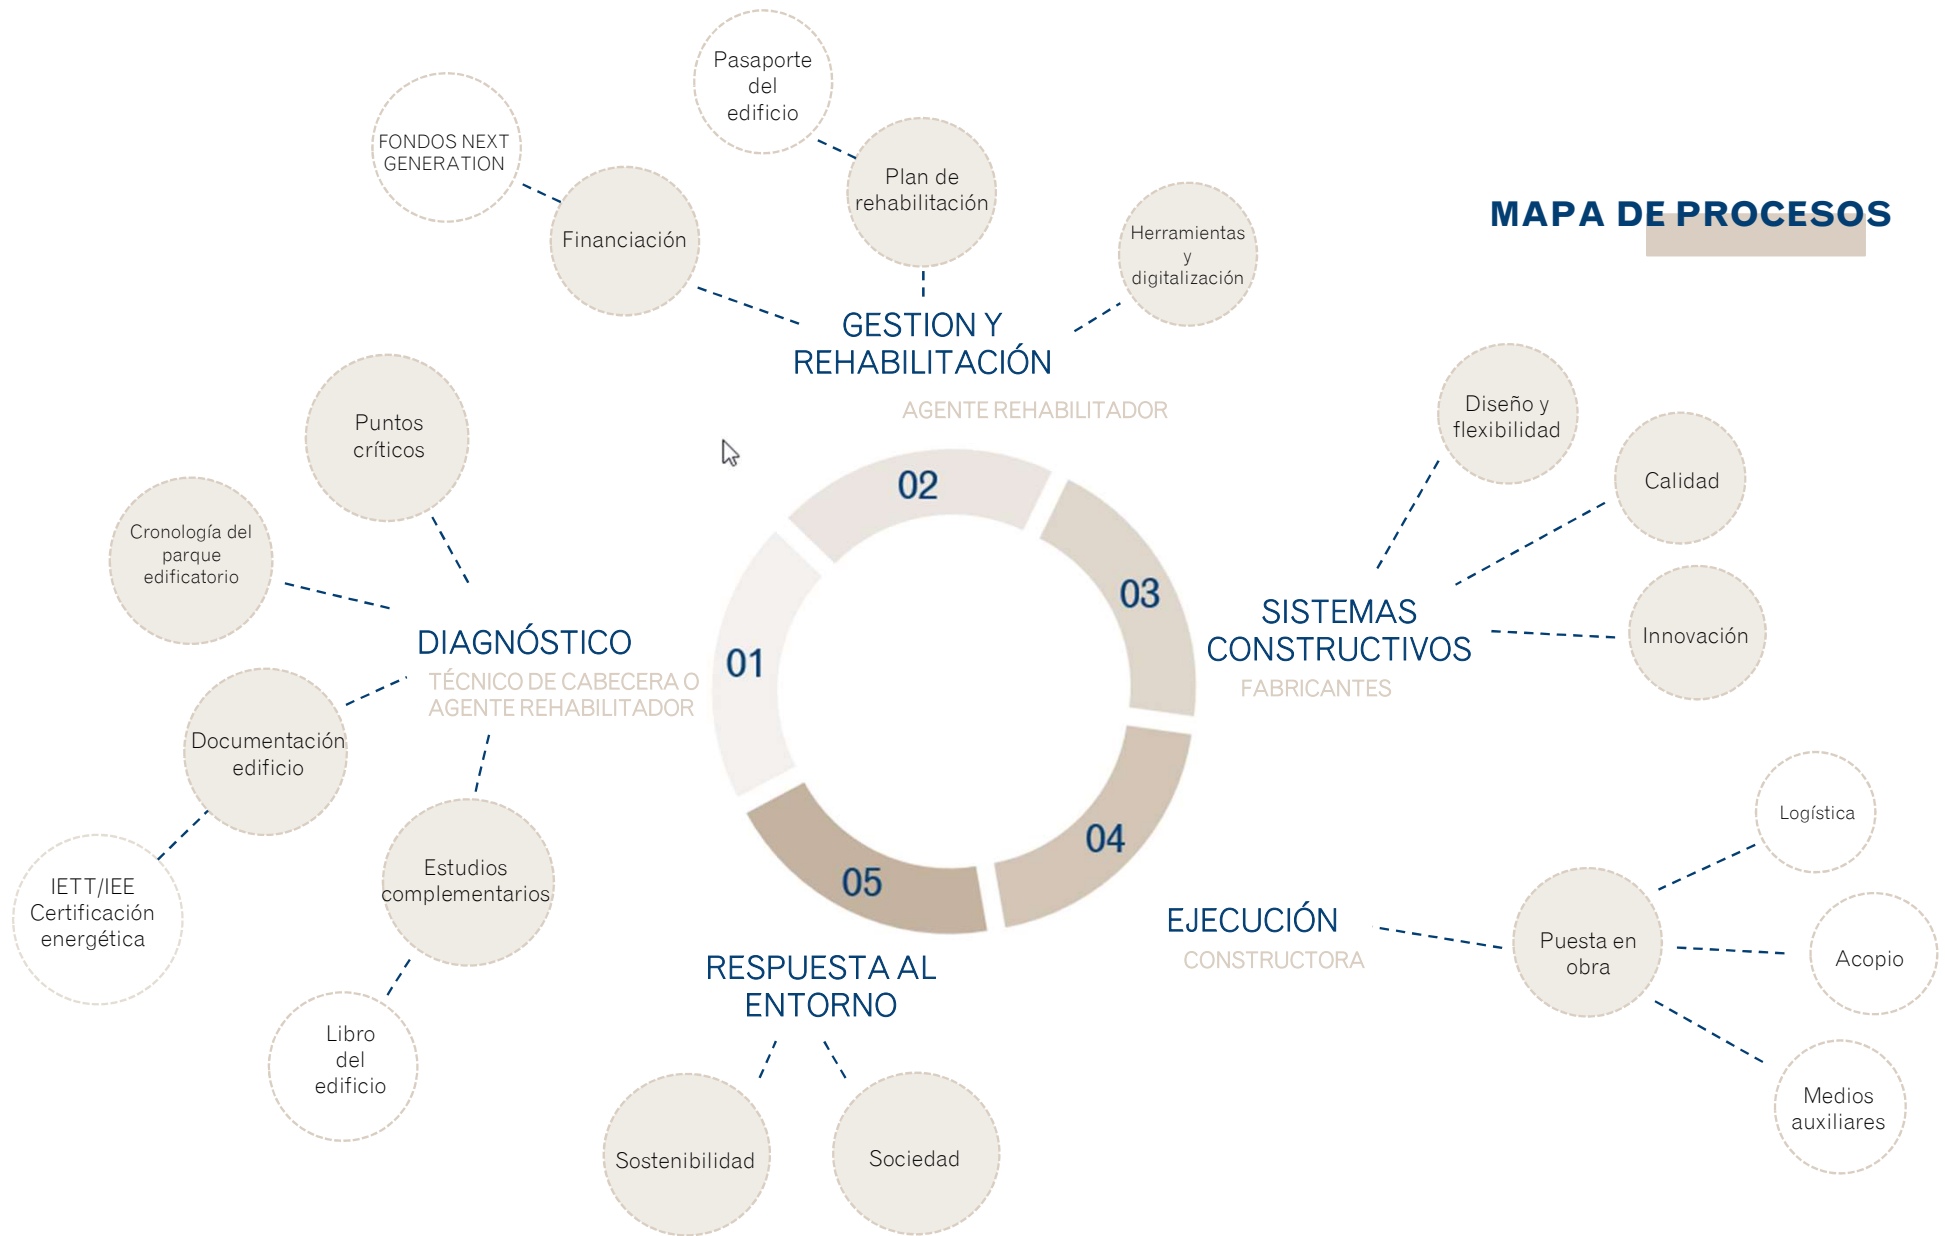 MAPA DE PROCESOS
01
DIAGNÓSTICO
TÉCNICO DE CABECERA O
AGENTE REHABILITADOR
Puntos
críticos
Cronología del
parque
edificatorio
Documentación
edificio
IETT/IEE
Certificación
energética
Estudios
complementarios
Libro
del
edificio
02
GESTION Y
REHABILITACIÓN
AGENTE REHABILITADOR
Financiación
FONDOS NEXT
GENERATION
Plan de
rehabilitación
Pasaporte
del
edificio
Herramientas
y
digitalización
03
SISTEMAS
CONSTRUCTIVOS
FABRICANTES
Diseño y
flexibilidad
Calidad
Innovación
04
EJECUCIÓN
CONSTRUCTORA
Puesta en
obra
Logística
Acopio
Medios
auxiliares
05
RESPUESTA AL
ENTORNO
Sostenibilidad
Sociedad